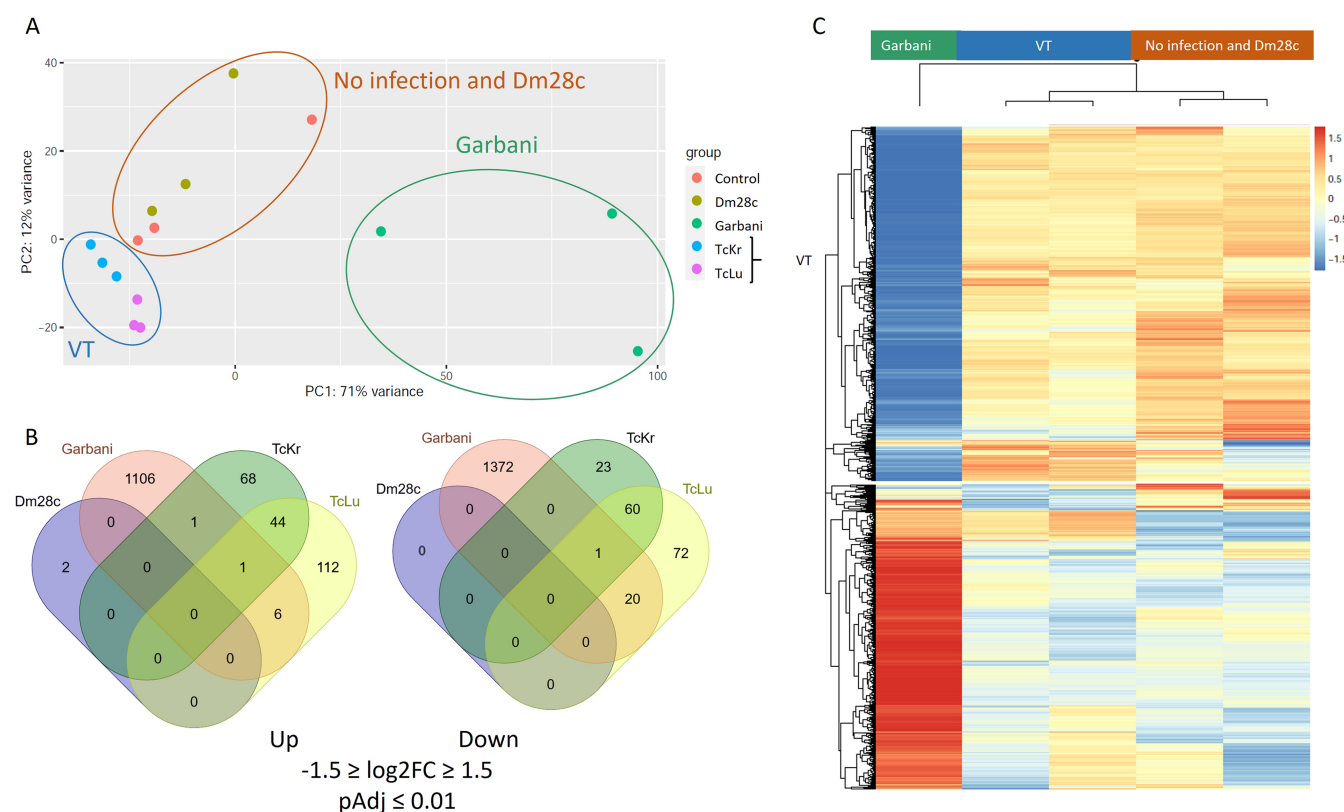 A
40
20
0
−20
PC2: 12% variance
0
50
100
PC1: 71% variance
No infection and Dm28c
Garbani
VT
group
Control
Dm28c
Garbani
TcKr
TcLu
B
Garbani
TcKr
Dm28c
TcLu
1106
68
0
1
44
2
0
1
112
0
0
6
0
0
0
Garbani
TcKr
Dm28c
TcLu
1372
23
0
0
60
0
0
1
72
0
0
20
0
0
0
Up
Down
-1.5 ≥ log2FC ≥ 1.5
pAdj ≤ 0.01
C
Garbani
VT
No infection and Dm28c
VT
1.5
1
0.5
0
-0.5
-1
-1.5